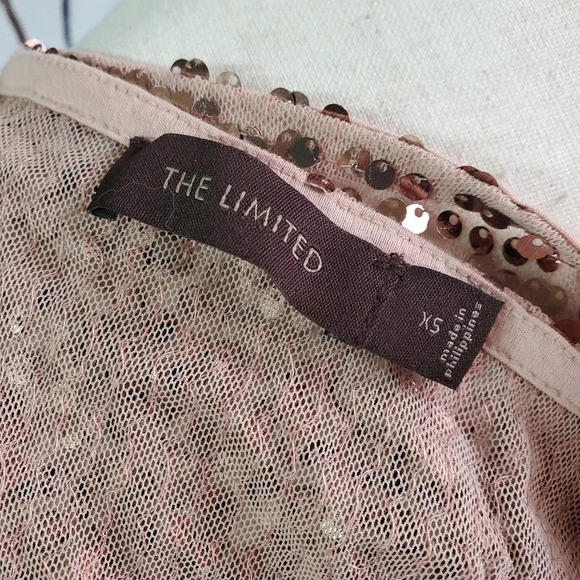 THE LIMITED
XS
made in
philippines